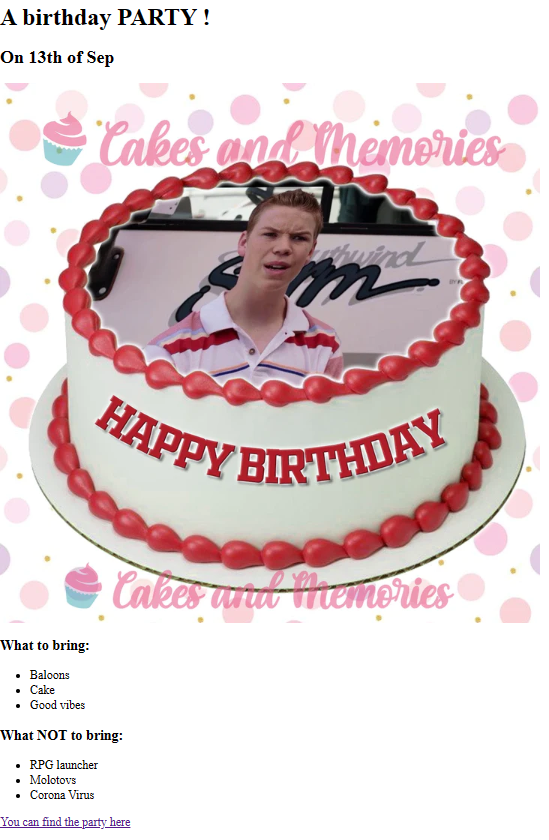 A birthday PARTY !
On 13th of Sep
Cakes and Memories
HAPPY BIRTHDAY
Cakes and Memories
What to bring:
Baloons
Cake
Good vibes
What NOT to bring:
RPG launcher
Molotovs
Corona Virus
You can find the party here